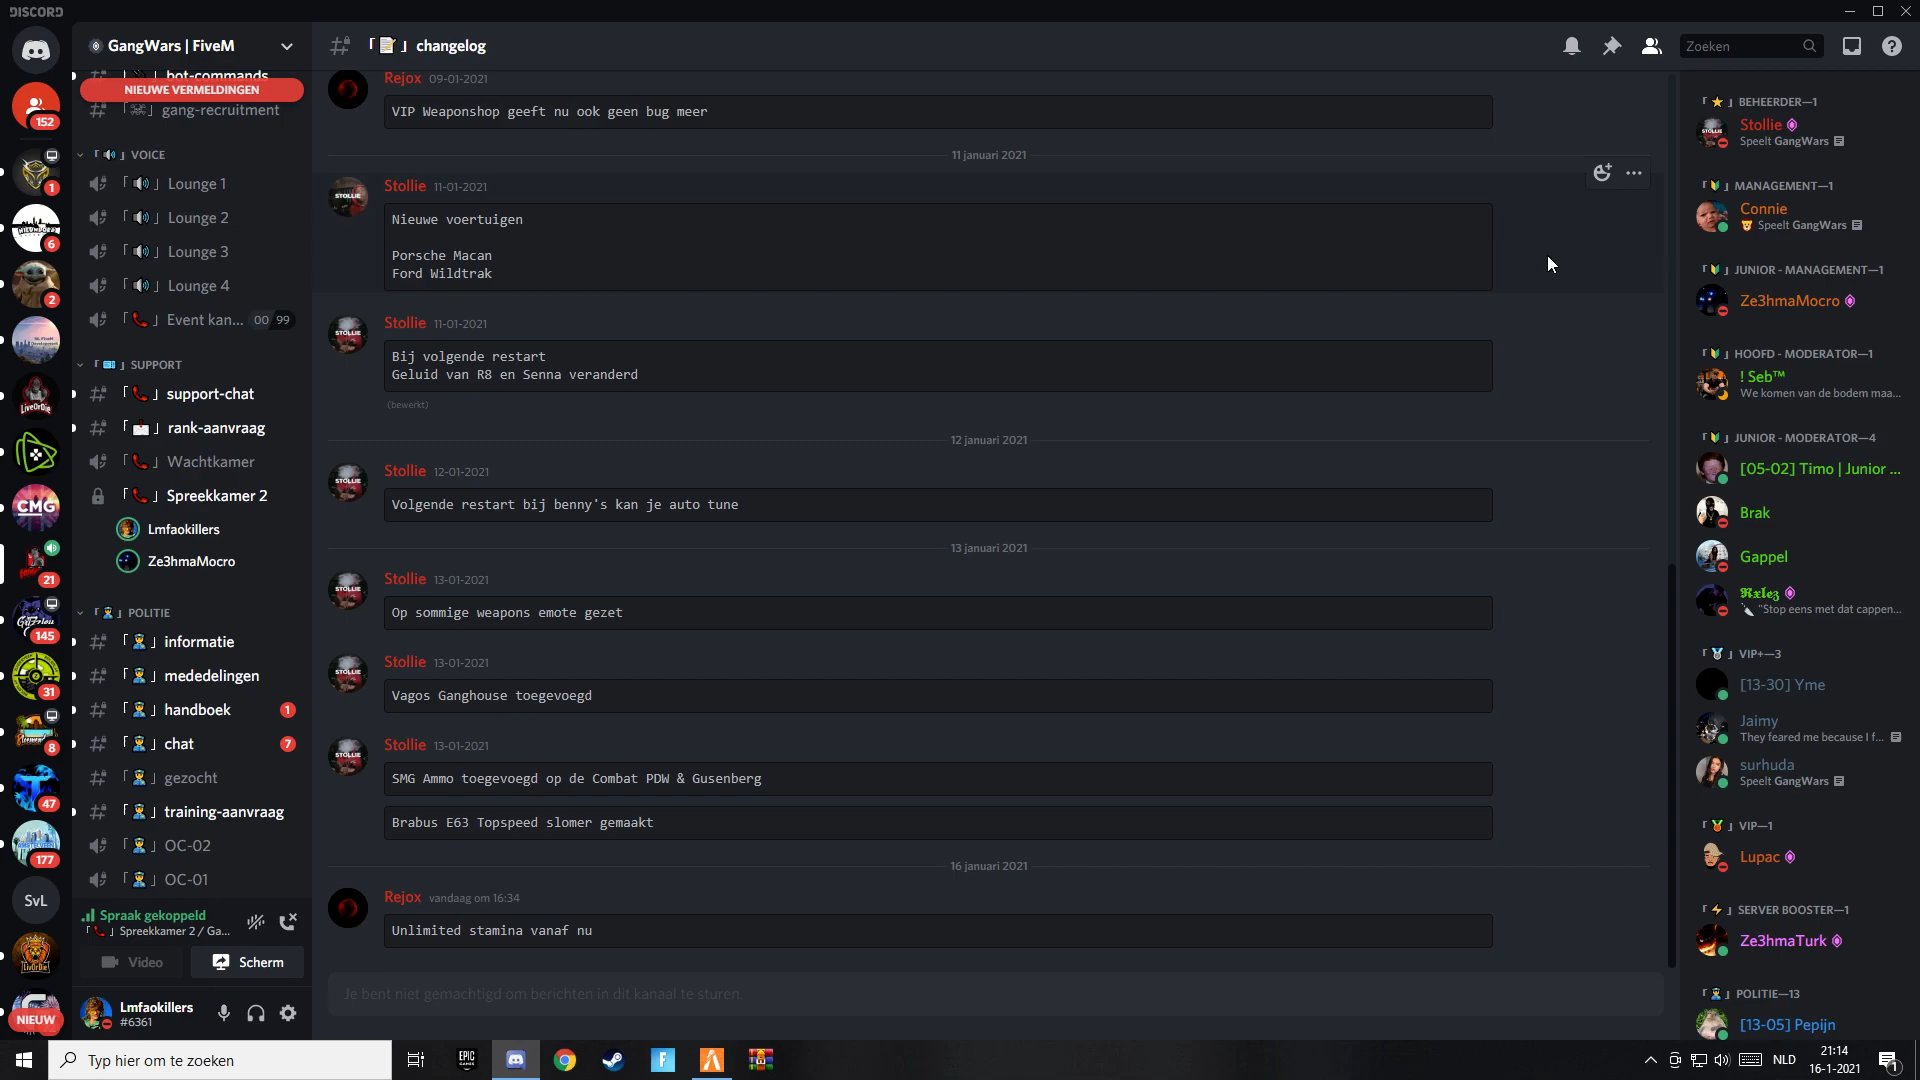 DISCORD
GangWars | FiveM
bot-commands
NIEUWE VERMELDINGEN
gang-recruitment
VOICE
Lounge 1
Lounge 2
Lounge 3
Lounge 4
Event kan... 00 99
SUPPORT
support-chat
rank-aanvraag
Wachtkamer
Spreekkamer 2
Lmfaokillers
Ze3hmaMocro
POLITIE
informatie
mededelingen
handboek 1
chat 7
gezocht
training-aanvraag
OC-02
OC-01
Spraak gekoppeld
Spreekkamer 2 / Ga...
Video
Scherm
Lmfaokillers
#6361
152
1
6
2
LiveOrDie
CMG
21
145
31
8
47
177
SvL
NIEUW
changelog
Zoeken
Rejox 09-01-2021
VIP Weaponshop geeft nu ook geen bug meer
11 januari 2021
Stollie 11-01-2021
Nieuwe voertuigen
Porsche Macan
Ford Wildtrak
Stollie 11-01-2021
Bij volgende restart
Geluid van R8 en Senna veranderd
(bewerkt)
12 januari 2021
Stollie 12-01-2021
Volgende restart bij benny's kan je auto tune
13 januari 2021
Stollie 13-01-2021
Op sommige weapons emote gezet
Stollie 13-01-2021
Vagos Ganghouse toegevoegd
Stollie 13-01-2021
SMG Ammo toegevoegd op de Combat PDW & Gusenberg
Brabus E63 Topspeed slomer gemaakt
16 januari 2021
Rejox vandaag om 16:34
Unlimited stamina vanaf nu
Je bent niet gemachtigd om berichten in dit kanaal te sturen.
BEHEERDER—1
Stollie
Speelt GangWars
MANAGEMENT—1
Connie
Speelt GangWars
JUNIOR - MANAGEMENT—1
Ze3hmaMocro
HOOFD - MODERATOR—1
! Seb™
We komen van de bodem maa...
JUNIOR - MODERATOR—4
[05-02] Timo | Junior ...
Brak
Gappel
𝕽𝖝𝖑𝖊𝖟
"Stop eens met dat cappen...
VIP+—3
[13-30] Yme
Jaimy
They feared me because I f...
surhuda
Speelt GangWars
VIP—1
Lupac
SERVER BOOSTER—1
Ze3hmaTurk
POLITIE—13
[13-05] Pepijn
Typ hier om te zoeken
EPIC GAMES
NLD
21:14
16-1-2021
1